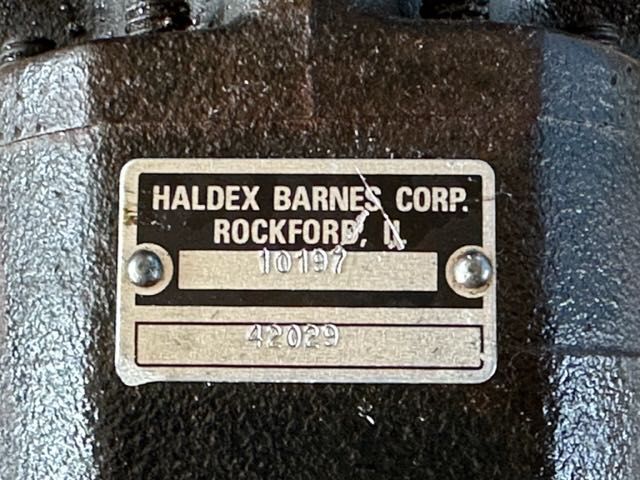 HALDEX BARNES CORP.
ROCKFORD, IL
10197
42029